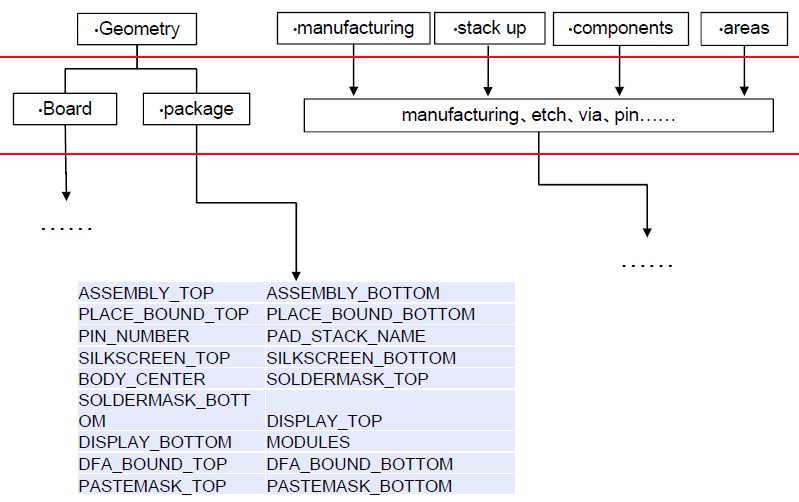 ·Geometry
·manufacturing
·stack up
·components
·areas
·Board
·package
manufacturing、etch、via、pin……
……
……
ASSEMBLY_TOP ASSEMBLY_BOTTOM
PLACE_BOUND_TOP PLACE_BOUND_BOTTOM
PIN_NUMBER PAD_STACK_NAME
SILKSCREEN_TOP SILKSCREEN_BOTTOM
BODY_CENTER SOLDERMASK_TOP
SOLDERMASK_BOTT
OM DISPLAY_TOP
DISPLAY_BOTTOM MODULES
DFA_BOUND_TOP DFA_BOUND_BOTTOM
PASTEMASK_TOP PASTEMASK_BOTTOM